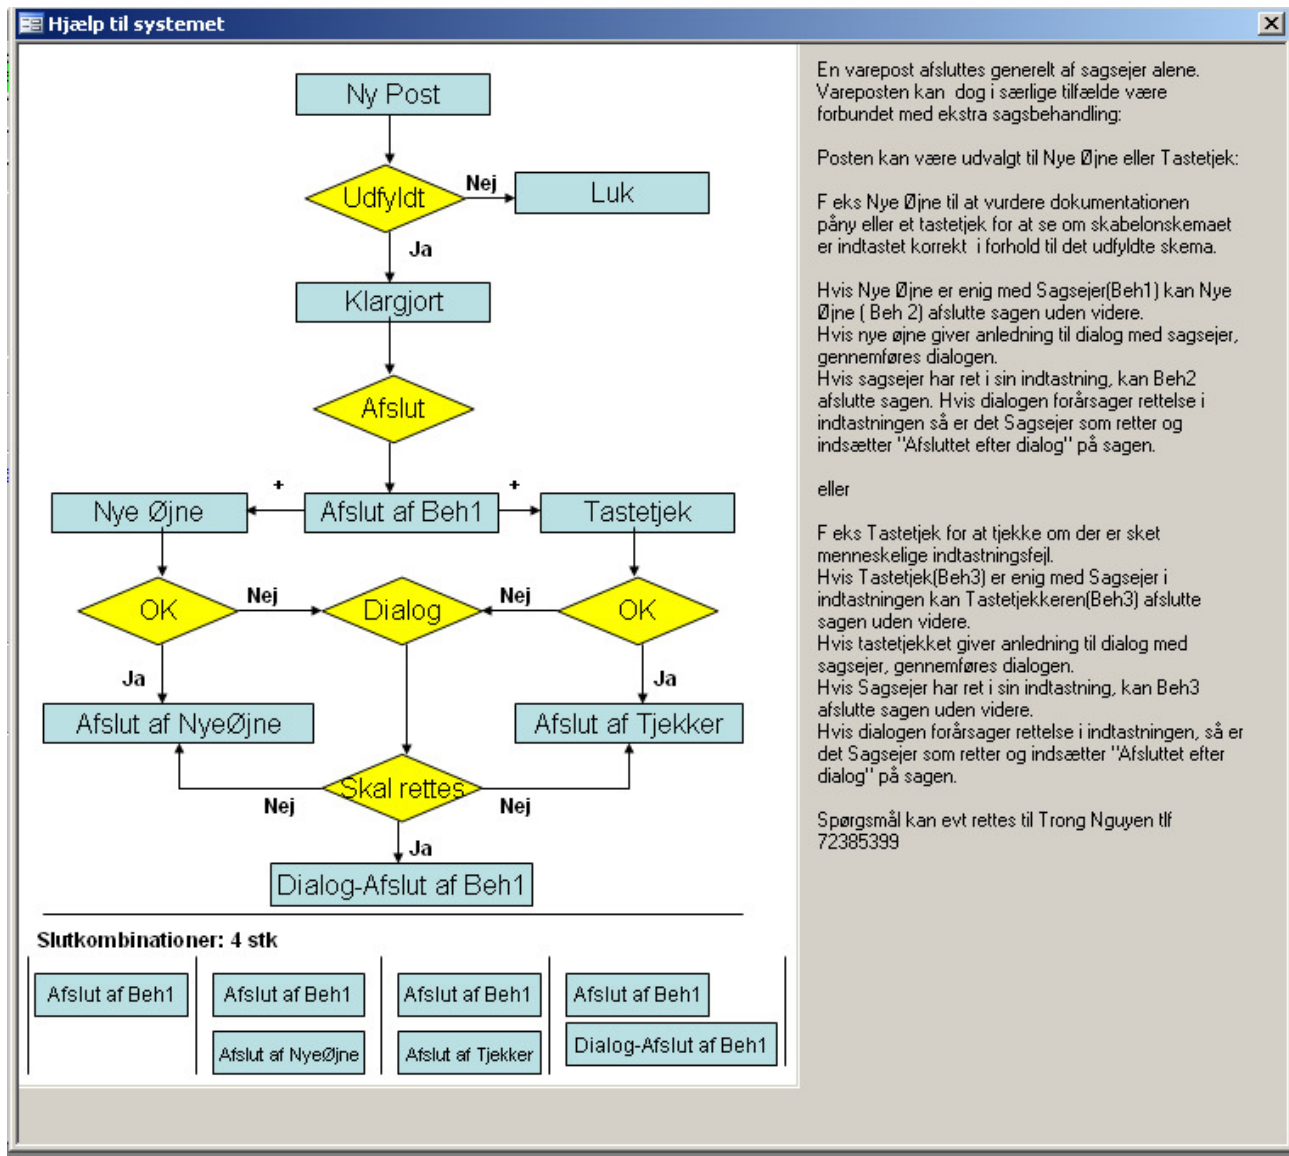 Hjælp til systemet
Ny Post
Udfyldt
Nej
Luk
Ja
Klargjort
Afslut
+
+
Nye Øjne
Afslut af Beh1
Tastetjek
OK
Nej
Dialog
Nej
OK
Ja
Ja
Afslut af NyeØjne
Afslut af Tjekker
Skal rettes
Nej
Nej
Ja
Dialog-Afslut af Beh1
Slutkombinationer: 4 stk
Afslut af Beh1
Afslut af Beh1
Afslut af NyeØjne
Afslut af Beh1
Afslut af Tjekker
Afslut af Beh1
Dialog-Afslut af Beh1
En varepost afsluttes generelt af sagsejer alene.
Vareposten kan  dog i særlige tilfælde være
forbundet med ekstra sagsbehandling:
Posten kan være udvalgt til Nye Øjne eller Tastetjek:
F eks Nye Øjne til at vurdere dokumentationen
påny eller et tastetjek for at se om skabelonskemaet
er indtastet korrekt  i forhold til det udfyldte skema.
Hvis Nye Øjne er enig med Sagsejer(Beh1) kan Nye
Øjne ( Beh 2) afslutte sagen uden videre.
Hvis nye øjne giver anledning til dialog med sagsejer,
gennemføres dialogen.
Hvis sagsejer har ret i sin indtastning, kan Beh2
afslutte sagen. Hvis dialogen forårsager rettelse i
indtastningen så er det Sagsejer som retter og
indsætter "Afsluttet efter dialog" på sagen.
eller
F eks Tastetjek for at tjekke om der er sket
menneskelige indtastningsfejl.
Hvis Tastetjek(Beh3) er enig med Sagsejer i
indtastningen kan Tastetjekkeren(Beh3) afslutte
sagen uden videre.
Hvis tastetjekket giver anledning til dialog med
sagsejer, gennemføres dialogen.
Hvis Sagsejer har ret i sin indtastning, kan Beh3
afslutte sagen uden videre.
Hvis dialogen forårsager rettelse i indtastningen, så er
det Sagsejer som retter og indsætter "Afsluttet efter
dialog" på sagen.
Spørgsmål kan evt rettes til Trong Nguyen tlf
72385399